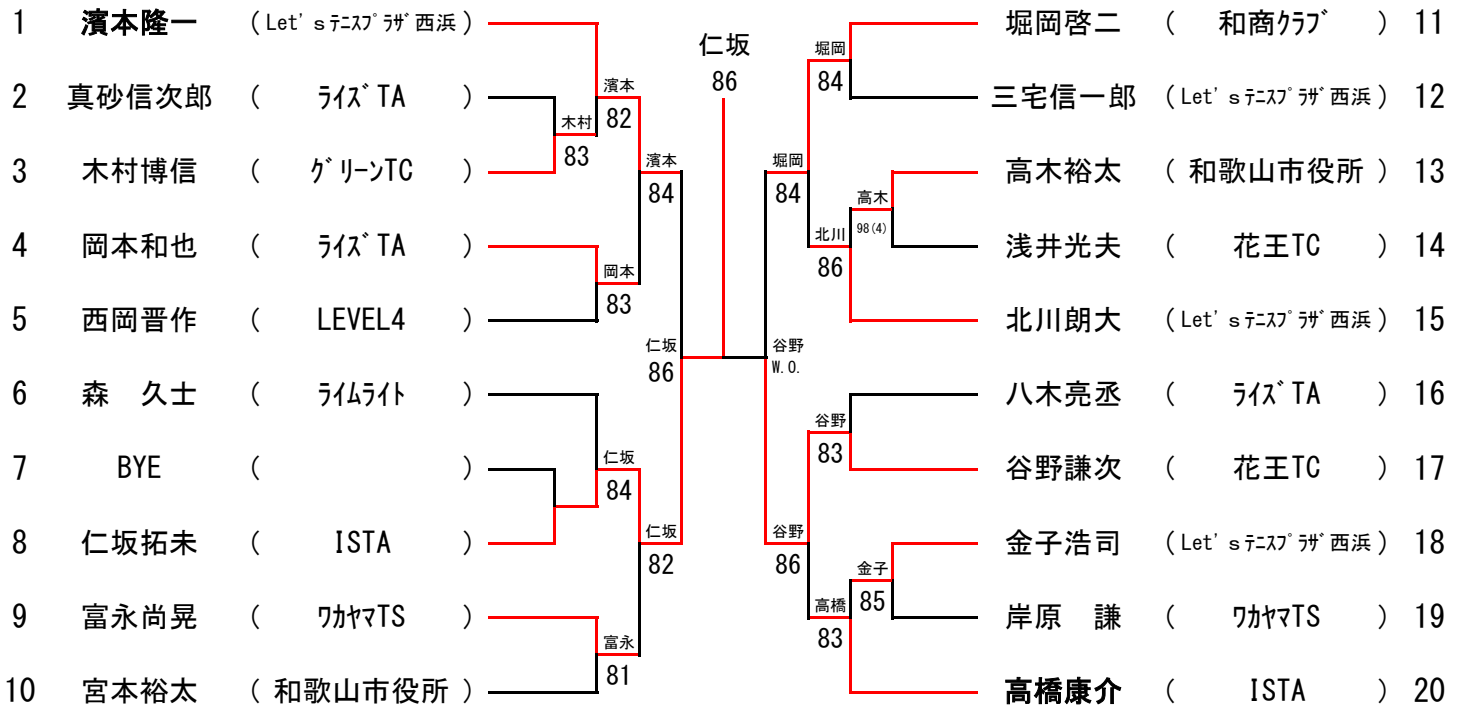 1 濱本隆一 (Let'sテニスプラザ西浜)
2 真砂信次郎 ( ライズTA )
3 木村博信 ( グリーンTC )
4 岡本和也 ( ライズTA )
5 西岡晋作 ( LEVEL4 )
6 森　久士 ( ライムライト )
7 BYE ( )
8 仁坂拓未 ( ISTA )
9 富永尚晃 ( ワカヤマTS )
10 宮本裕太 ( 和歌山市役所 )
木村
83
濱本
82
岡本
83
濱本
84
仁坂
84
富永
81
仁坂
82
仁坂
86
仁坂
86
谷野
W.O.
堀岡
84
谷野
86
堀岡
84
北川
86
高木
98(4)
谷野
83
高橋
83
金子
85
堀岡啓二 ( 和商クラブ ) 11
三宅信一郎 (Let'sテニスプラザ西浜) 12
高木裕太 ( 和歌山市役所 ) 13
浅井光夫 ( 花王TC ) 14
北川朗大 (Let'sテニスプラザ西浜) 15
八木亮丞 ( ライズTA ) 16
谷野謙次 ( 花王TC ) 17
金子浩司 (Let'sテニスプラザ西浜) 18
岸原　謙 ( ワカヤマTS ) 19
高橋康介 ( ISTA ) 20